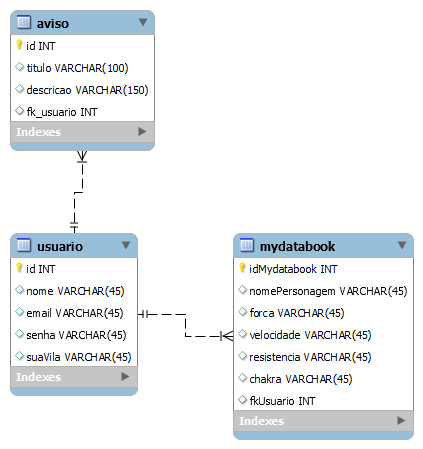 aviso
id INT
titulo VARCHAR(100)
descricao VARCHAR(150)
fk_usuario INT
Indexes
usuario
id INT
nome VARCHAR(45)
email VARCHAR(45)
senha VARCHAR(45)
suaVila VARCHAR(45)
Indexes
mydatabook
idMydatabook INT
nomePersonagem VARCHAR(45)
forca VARCHAR(45)
velocidade VARCHAR(45)
resistencia VARCHAR(45)
chakra VARCHAR(45)
fkUsuario INT
Indexes